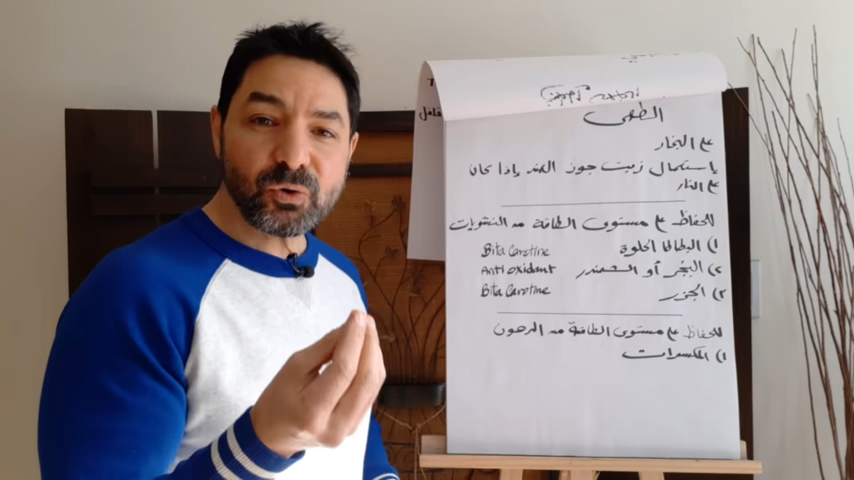 الطهي
ع البخار
بإستعمال زيت جوز الهند وإذا كان
ع النار
للحفاظ ع مستوى الطاقة من النشويات
١) البطاطا الحلوة Bita Carotine
٢) البنجر أو الشمندر Anti oxidant
٣) الجزر Bita Carotine
للحفاظ ع مستوى الطاقة من الدهون
١) المكسرات